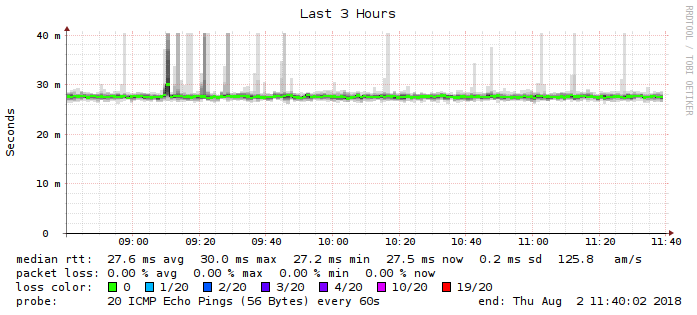 Last 3 Hours
RRDTOOL / TOBI OETIKER
Seconds
40 m
30 m
20 m
10 m
0
09:00 09:20 09:40 10:00 10:20 10:40 11:00 11:20 11:40
median rtt: 27.6 ms avg 30.0 ms max 27.2 ms min 27.5 ms now 0.2 ms sd 125.8 am/s
packet loss: 0.00 % avg 0.00 % max 0.00 % min 0.00 % now
loss color: 0 1/20 2/20 3/20 4/20 10/20 19/20
probe: 20 ICMP Echo Pings (56 Bytes) every 60s end: Thu Aug 2 11:40:02 2018